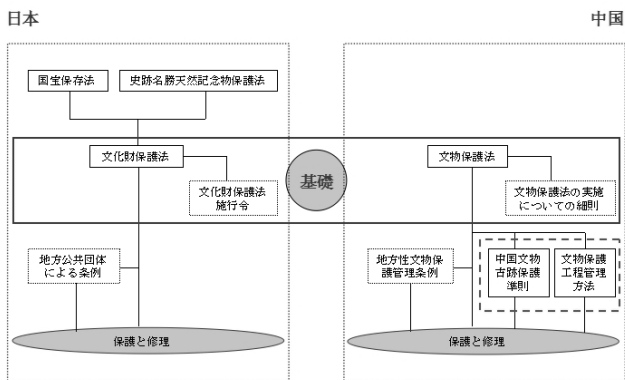 日本
中国
国宝保存法
史跡名勝天然記念物保護法
文化財保護法
文化財保護法
施行令
基礎
文物保護法
文物保護法の実施
についての細則
地方公共団体
による条例
地方性文物保
護管理条例
中国文物
古跡保護
準則
文物保護
工程管理
方法
保護と修理
保護と修理